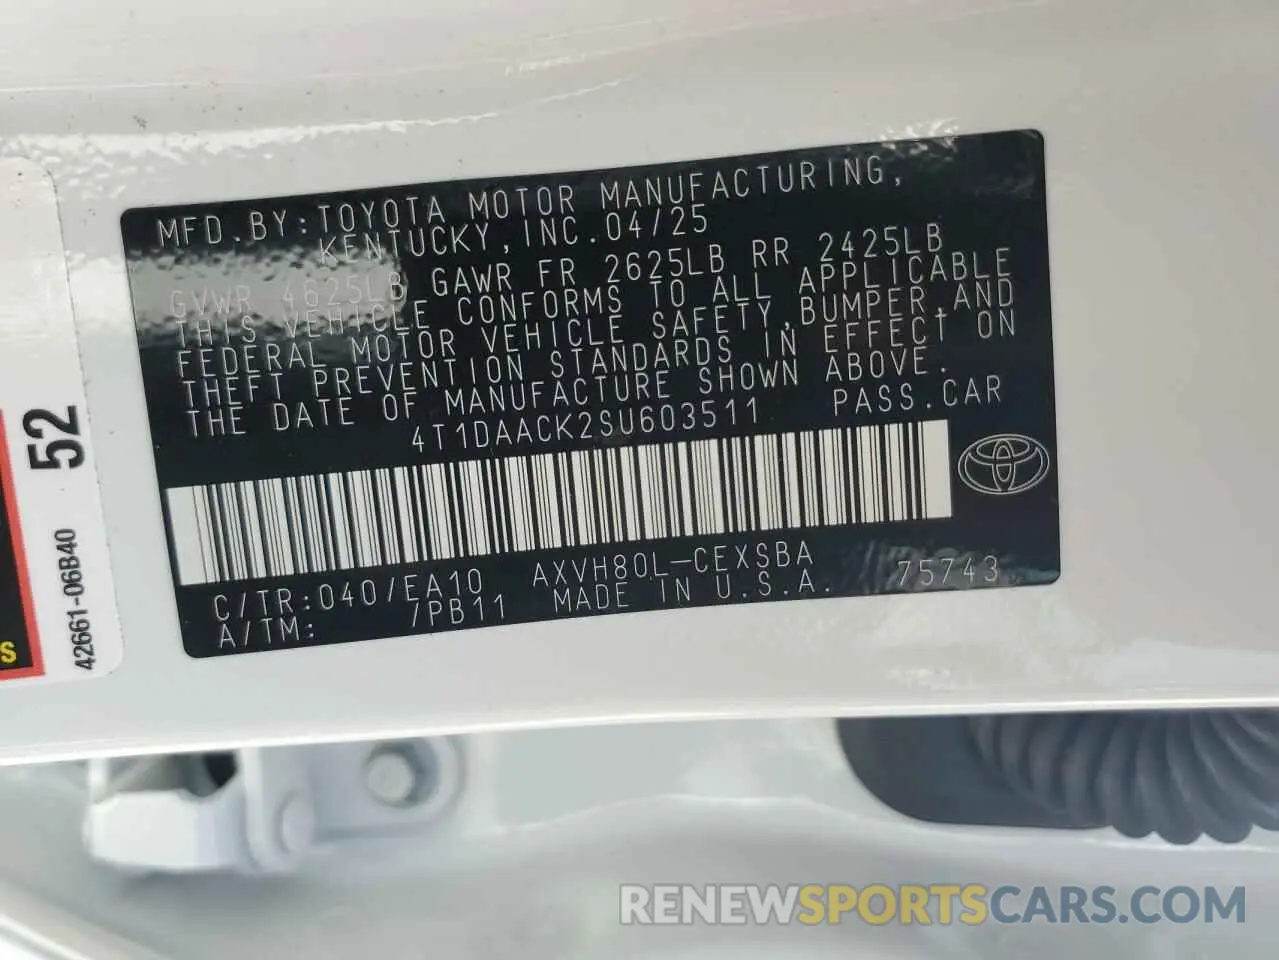 MFD.BY:TOYOTA MOTOR MANUFACTURING,
KENTUCKY,INC.04/25
GVWR 4625LB GAWR FR 2625LB RR 2425LB
THIS VEHICLE CONFORMS TO ALL APPLICABLE
FEDERAL MOTOR VEHICLE SAFETY,BUMPER,AND
THEFT PREVENTION STANDARDS IN EFFECT ON
THE DATE OF MANUFACTURE SHOWN ABOVE.
4T1DAACK2SU603511 PASS.CAR
C/TR:040/EA10 AXVH80L-CEXSBA 75743
A/TM: /PB11 MADE IN U.S.A.
52
42661-06B40
S
RENEWSPORTSCARS.COM